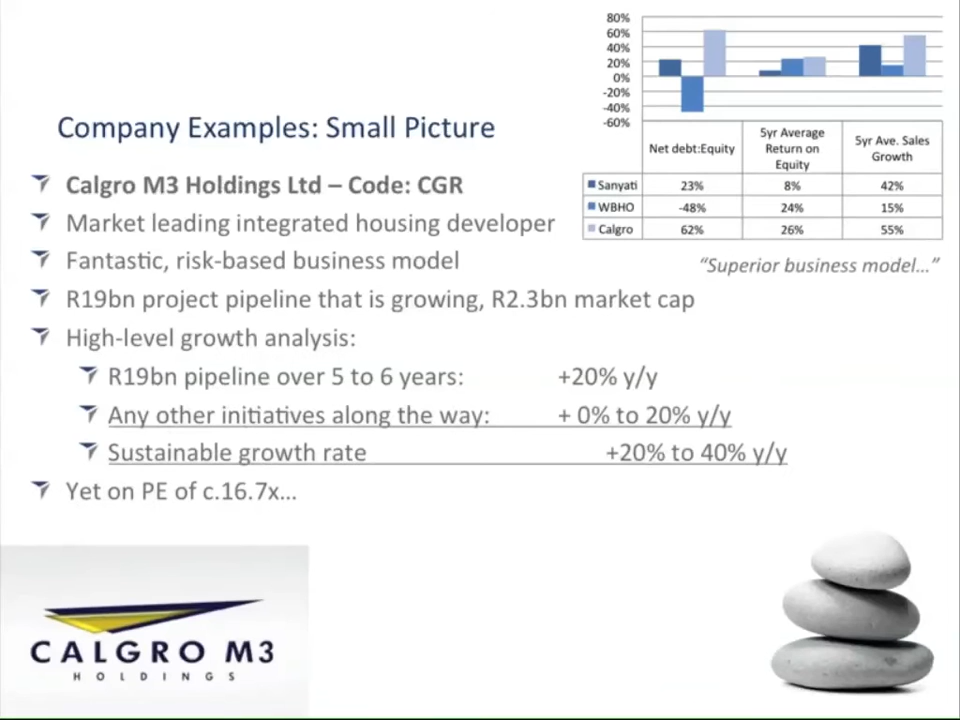 80%
60%
40%
20%
0%
-20%
-40%
-60%
Net debt:Equity
5yr Average Return on Equity
5yr Ave. Sales Growth
Sanyati 23% 8% 42%
WBHO -48% 24% 15%
Calgro 62% 26% 55%
"Superior business model..."
Company Examples: Small Picture
Calgro M3 Holdings Ltd – Code: CGR
Market leading integrated housing developer
Fantastic, risk-based business model
R19bn project pipeline that is growing, R2.3bn market cap
High-level growth analysis:
R19bn pipeline over 5 to 6 years: +20% y/y
Any other initiatives along the way: + 0% to 20% y/y
Sustainable growth rate +20% to 40% y/y
Yet on PE of c.16.7x...
CALGRO M3
HOLDINGS